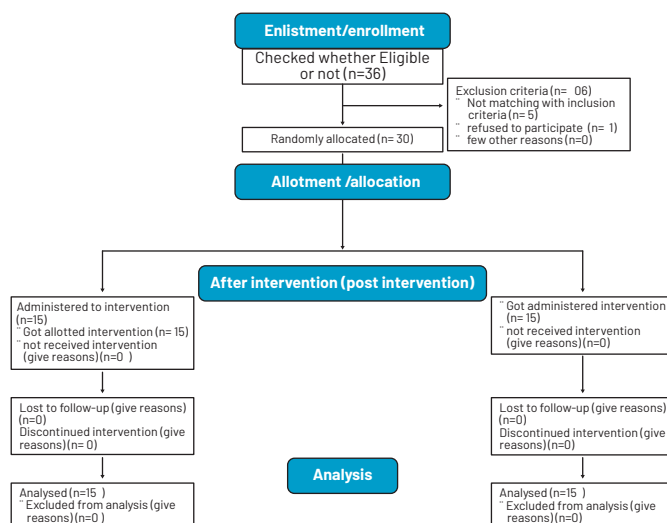 Enlistment/enrollment
Checked whether Eligible
or not (n=36)
Exclusion criteria (n= 06)
¨ Not matching with inclusion
criteria (n= 5)
¨ refused to participate (n= 1)
¨ few other reasons (n=0)
Randomly allocated (n= 30)
Allotment /allocation
After intervention (post intervention)
Administered to intervention
(n=15)
¨ Got allotted intervention (n= 15)
¨ not received intervention
(give reasons) (n=0 )
¨ Got administered intervention
(n= 15)
¨ not received intervention
(give reasons) (n=0)
Lost to follow-up (give reasons)
(n=0)
Discontinued intervention (give
reasons) (n= 0)
Lost to follow-up (give reasons)
(n=0)
Discontinued intervention (give
reasons) (n=0)
Analysis
Analysed (n=15 )
¨ Excluded from analysis (give
reasons) (n=0 )
Analysed (n=15 )
¨ Excluded from analysis (give
reasons) (n=0)